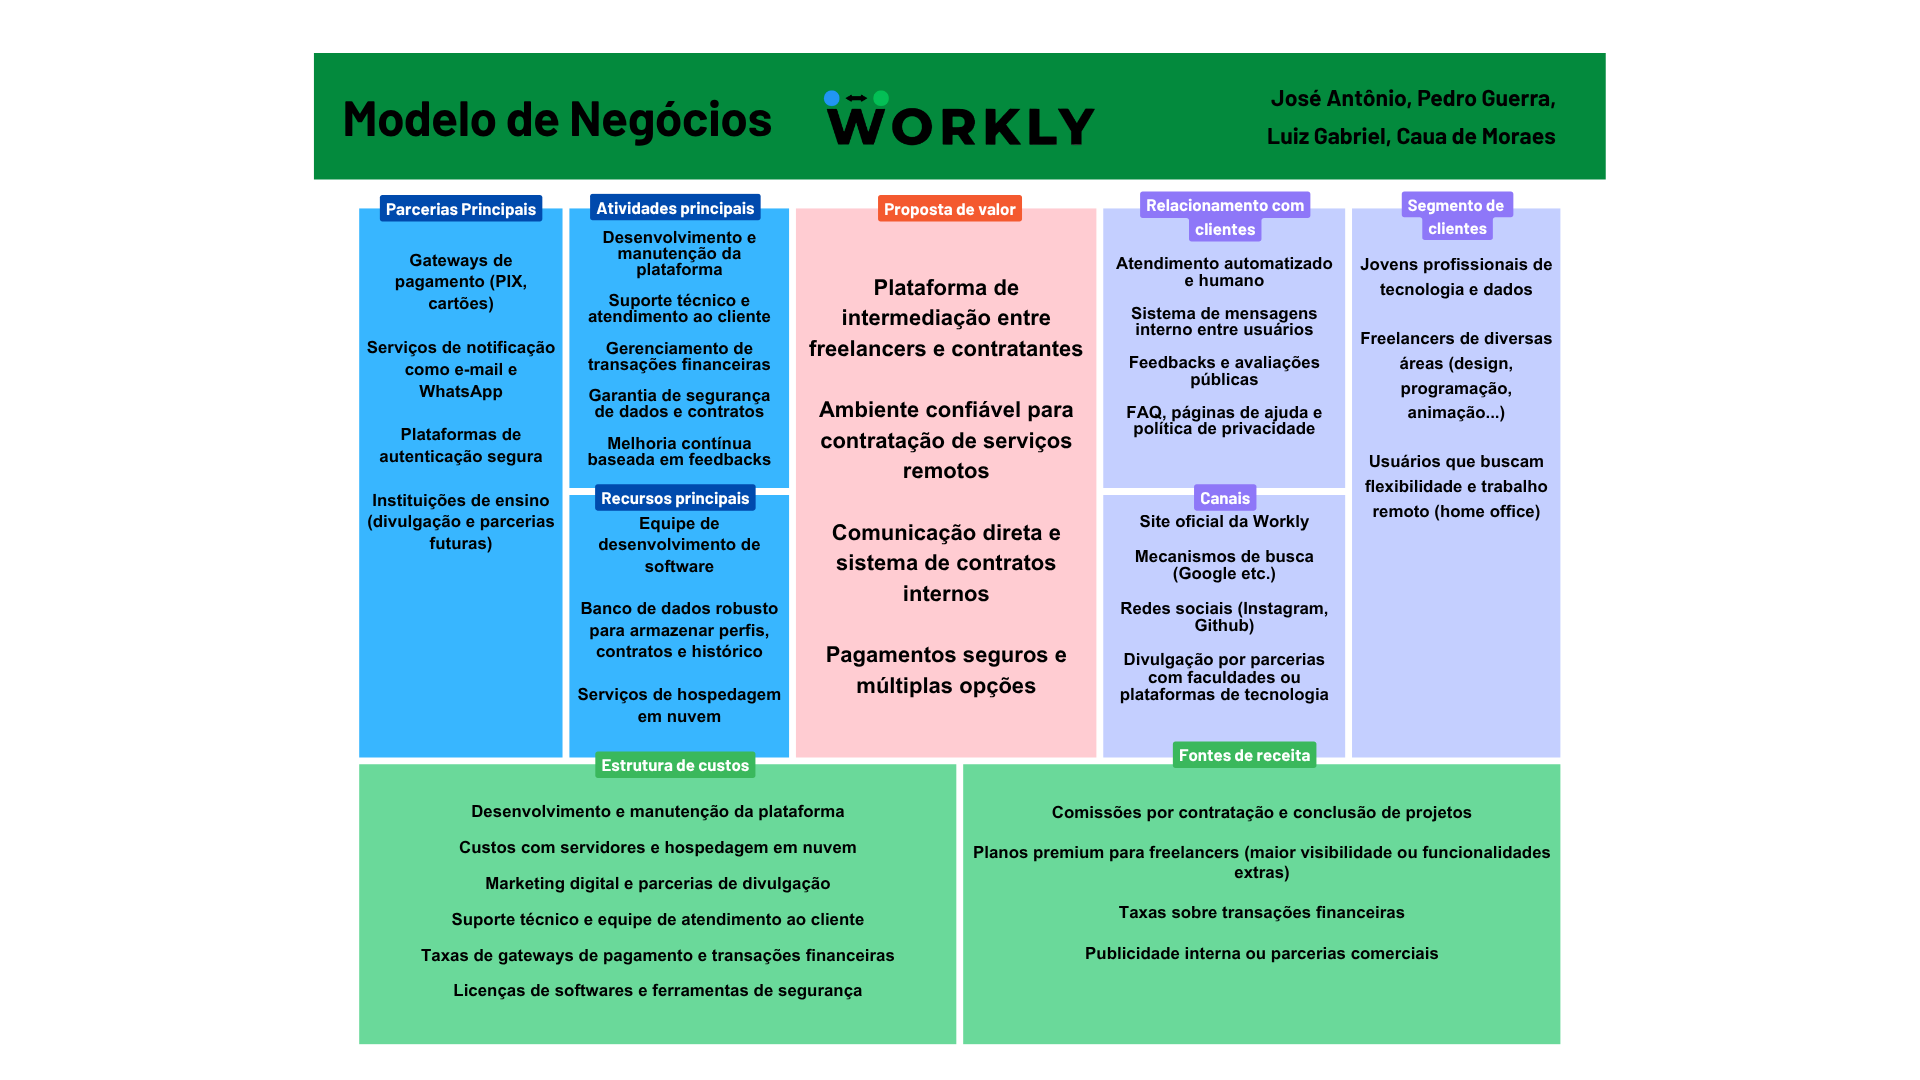 Modelo de Negócios
WORKLY
José Antônio, Pedro Guerra,
Luiz Gabriel, Caua de Moraes
Parcerias Principais
Gateways de
pagamento (PIX,
cartões)
Serviços de notificação
como e-mail e
WhatsApp
Plataformas de
autenticação segura
Instituições de ensino
(divulgação e parcerias
futuras)
Atividades principais
Desenvolvimento e
manutenção da
plataforma
Suporte técnico e
atendimento ao cliente
Gerenciamento de
transações financeiras
Garantia de segurança
de dados e contratos
Melhoria contínua
baseada em feedbacks
Recursos principais
Equipe de
desenvolvimento de
software
Banco de dados robusto
para armazenar perfis,
contratos e histórico
Serviços de hospedagem
em nuvem
Proposta de valor
Plataforma de
intermediação entre
freelancers e contratantes
Ambiente confiável para
contratação de serviços
remotos
Comunicação direta e
sistema de contratos
internos
Pagamentos seguros e
múltiplas opções
Relacionamento com
clientes
Atendimento automatizado
e humano
Sistema de mensagens
interno entre usuários
Feedbacks e avaliações
públicas
FAQ, páginas de ajuda e
política de privacidade
Canais
Site oficial da Workly
Mecanismos de busca
(Google etc.)
Redes sociais (Instagram,
Github)
Divulgação por parcerias
com faculdades ou
plataformas de tecnologia
Segmento de
clientes
Jovens profissionais de
tecnologia e dados
Freelancers de diversas
áreas (design,
programação,
animação...)
Usuários que buscam
flexibilidade e trabalho
remoto (home office)
Estrutura de custos
Desenvolvimento e manutenção da plataforma
Custos com servidores e hospedagem em nuvem
Marketing digital e parcerias de divulgação
Suporte técnico e equipe de atendimento ao cliente
Taxas de gateways de pagamento e transações financeiras
Licenças de softwares e ferramentas de segurança
Fontes de receita
Comissões por contratação e conclusão de projetos
Planos premium para freelancers (maior visibilidade ou funcionalidades
extras)
Taxas sobre transações financeiras
Publicidade interna ou parcerias comerciais